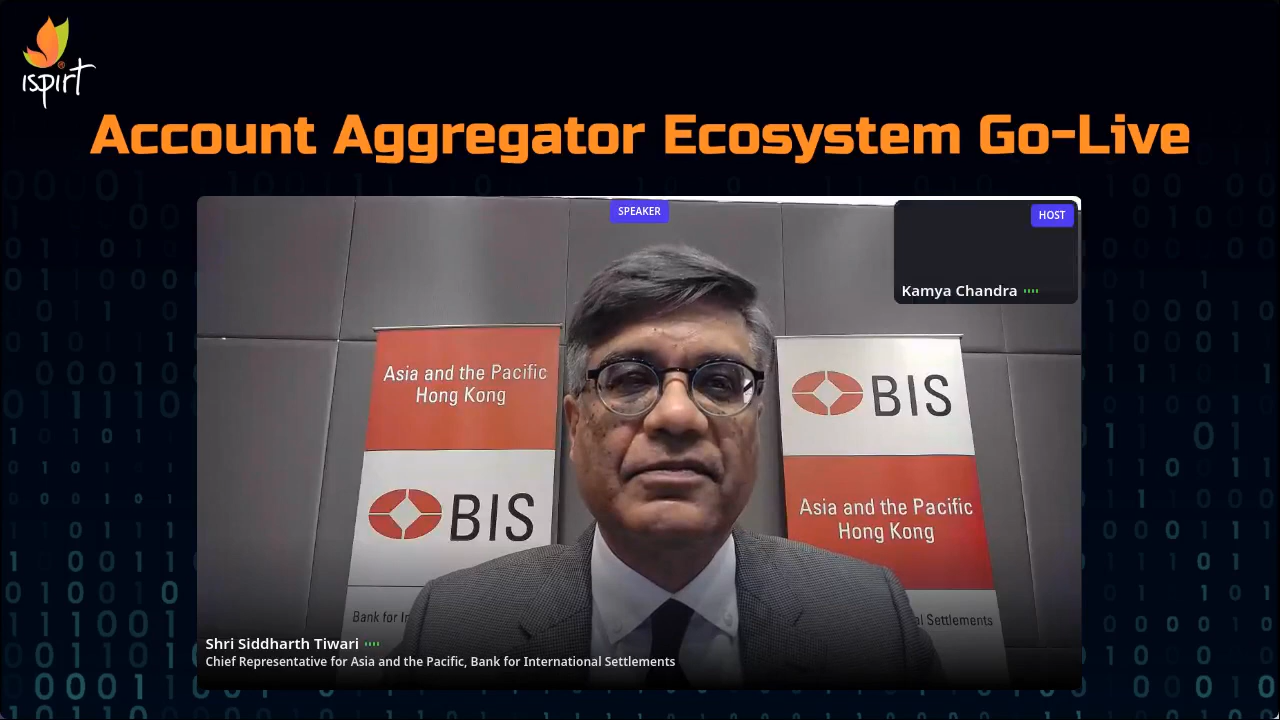 ispirt
Account Aggregator Ecosystem Go-Live
SPEAKER
HOST
Kamya Chandra
Asia and the Pacific
Hong Kong
BIS
BIS
Asia and the Pacific
Hong Kong
Bank for In
al Settlements
Shri Siddharth Tiwari
Chief Representative for Asia and the Pacific, Bank for International Settlements